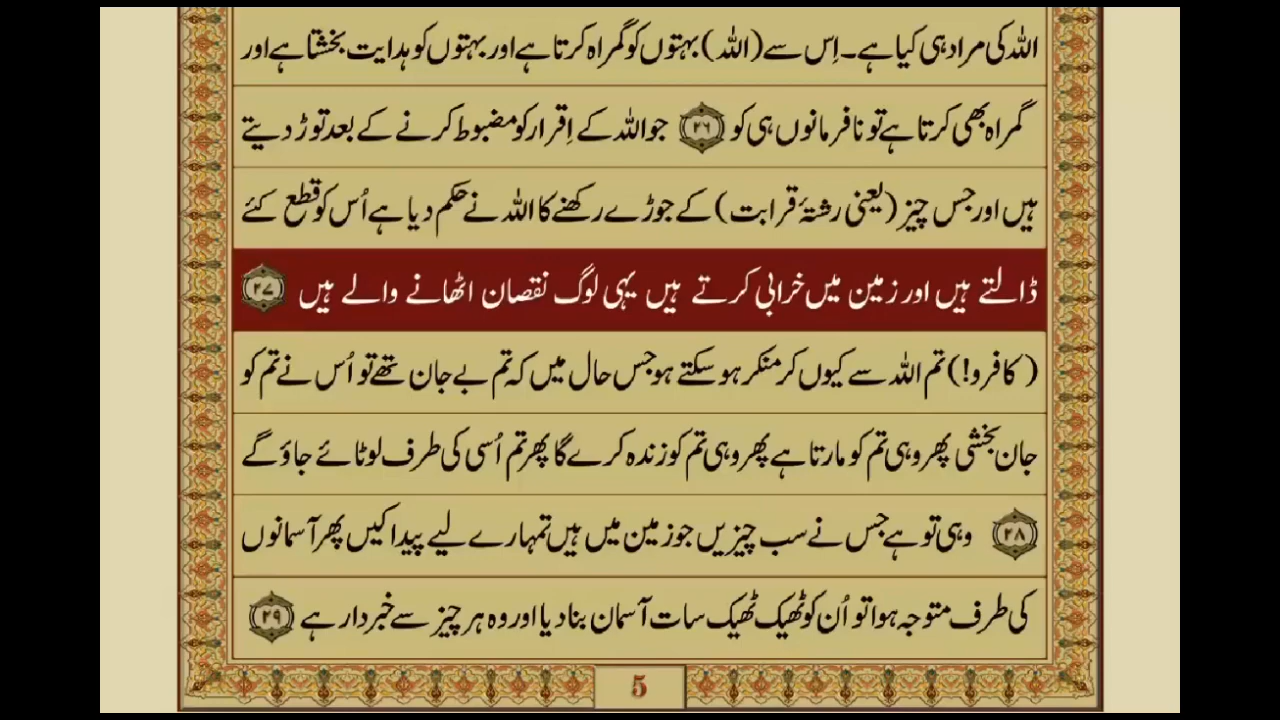 اللہ کی مراد ہی کیا ہے۔ اِس سے (اللہ) بہتوں کو گمراہ کرتا ہے اور بہتوں کو ہدایت بخشتا ہے اور
گمراہ بھی کرتا ہے تو نافرمانوں ہی کو ۲۶ جو اللہ کے اِقرار کو مضبوط کرنے کے بعد توڑ دیتے
ہیں اور جس چیز (یعنی رشتۂ قرابت) کے جوڑے رکھنے کا اللہ نے حکم دیا ہے اُس کو قطع کئے
ڈالتے ہیں اور زمین میں خرابی کرتے ہیں یہی لوگ نقصان اٹھانے والے ہیں ۲۷
(کافرو!) تم اللہ سے کیوں کر منکر ہو سکتے ہو جس حال میں کہ تم بے جان تھے تو اُس نے تم کو
جان بخشی پھر وہی تم کو مارتا ہے پھر وہی تم کو زندہ کرے گا پھر تم اُسی کی طرف لوٹائے جاؤ گے
۲۸ وہی تو ہے جس نے سب چیزیں جو زمین میں ہیں تمہارے لیے پیدا کیں پھر آسمانوں
کی طرف متوجہ ہوا تو اُن کو ٹھیک ٹھیک سات آسمان بنا دیا اور وہ ہر چیز سے خبردار ہے ۲۹
5